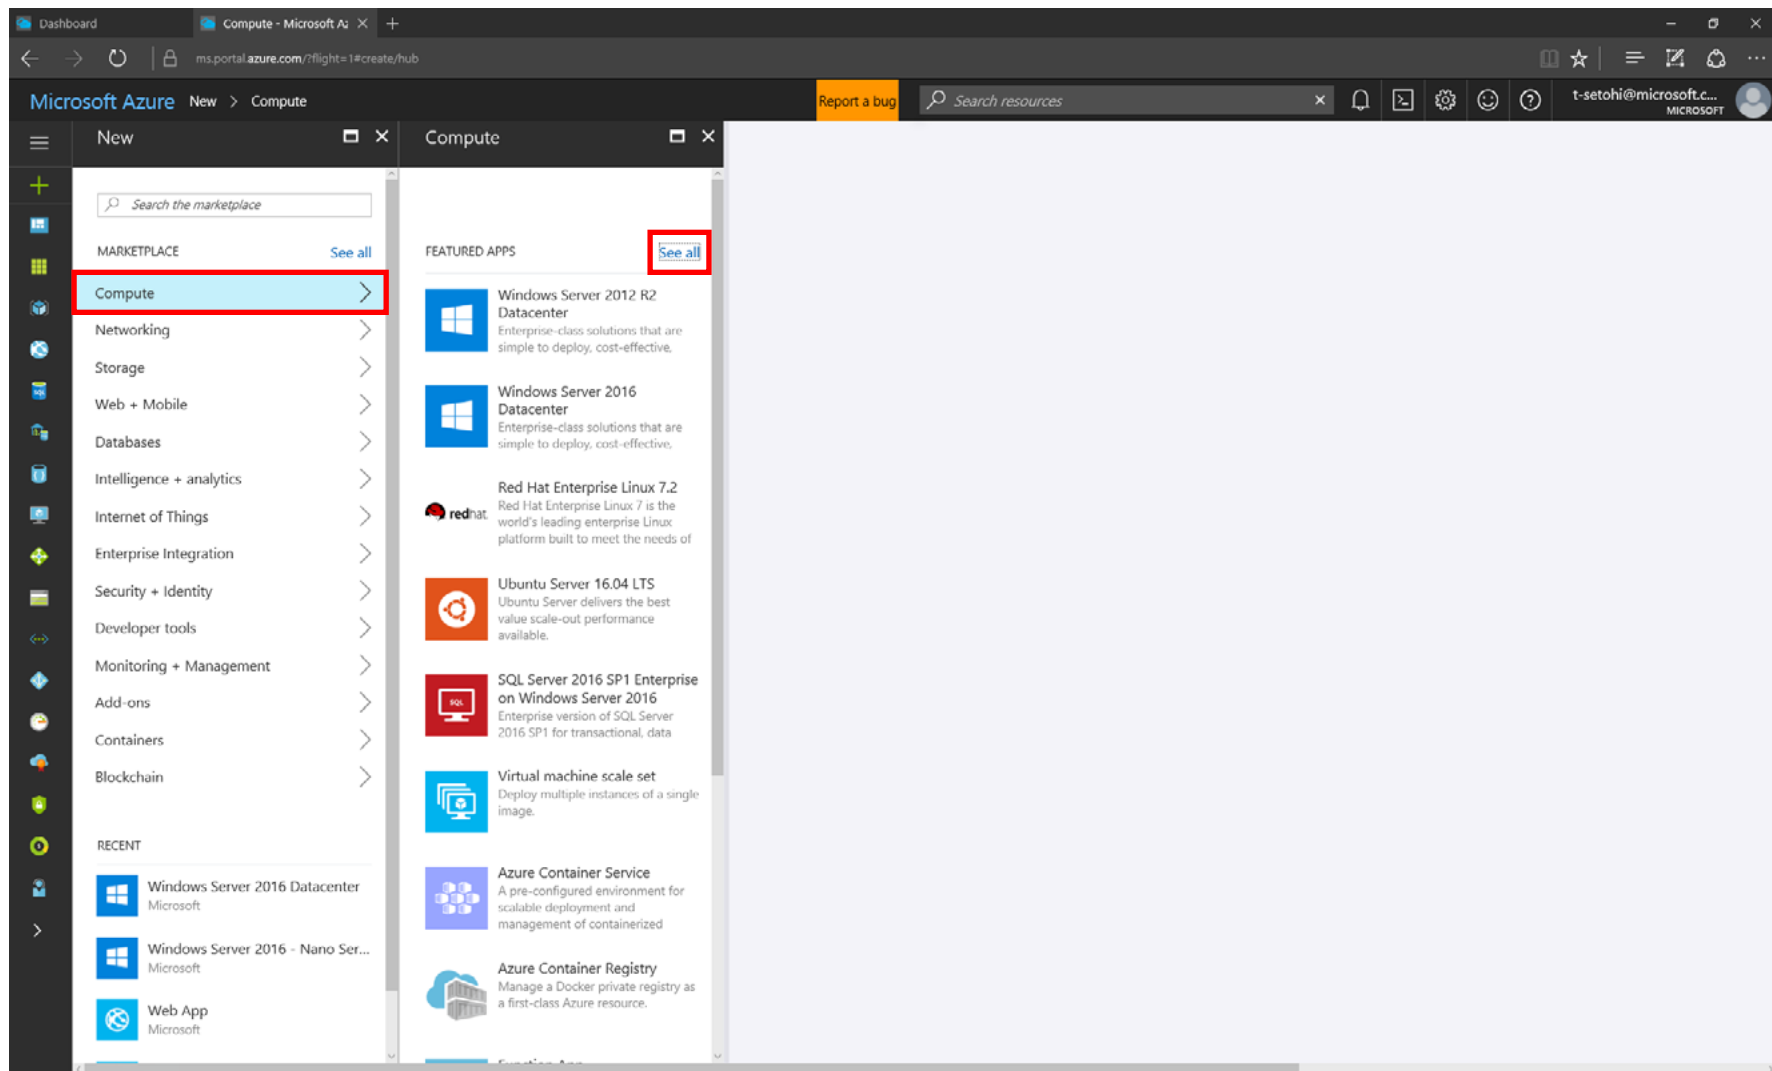 Dashboard
Compute - Microsoft Az
ms.portal.azure.com/?flight=1#create/hub
Microsoft Azure New > Compute
Report a bug
Search resources
t-setohi@microsoft.c...
MICROSOFT
New
Search the marketplace
MARKETPLACE
See all
Compute
Networking
Storage
Web + Mobile
Databases
Intelligence + analytics
Internet of Things
Enterprise Integration
Security + Identity
Developer tools
Monitoring + Management
Add-ons
Containers
Blockchain
RECENT
Windows Server 2016 Datacenter
Microsoft
Windows Server 2016 - Nano Ser...
Microsoft
Web App
Microsoft
Compute
FEATURED APPS
See all
Windows Server 2012 R2
Datacenter
Enterprise-class solutions that are
simple to deploy, cost-effective,
Windows Server 2016
Datacenter
Enterprise-class solutions that are
simple to deploy, cost-effective,
redhat.
Red Hat Enterprise Linux 7.2
Red Hat Enterprise Linux 7 is the
world's leading enterprise Linux
platform built to meet the needs of
Ubuntu Server 16.04 LTS
Ubuntu Server delivers the best
value scale-out performance
available.
SQL
SQL Server 2016 SP1 Enterprise
on Windows Server 2016
Enterprise version of SQL Server
2016 SP1 for transactional, data
Virtual machine scale set
Deploy multiple instances of a single
image.
Azure Container Service
A pre-configured environment for
scalable deployment and
management of containerized
Azure Container Registry
Manage a Docker private registry as
a first-class Azure resource.
Function App